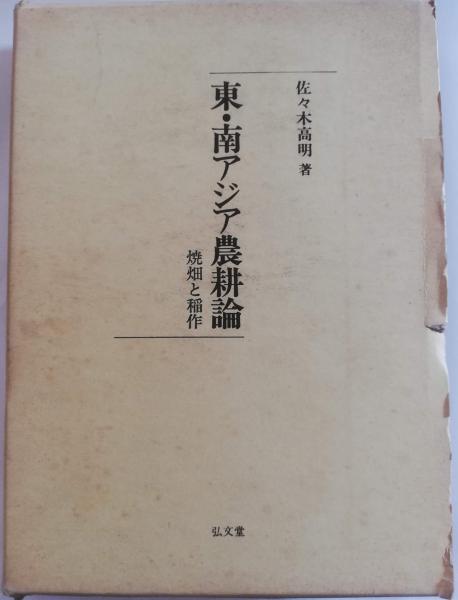 佐々木高明 著
東・南アジア農耕論
焼畑と稲作
弘文堂